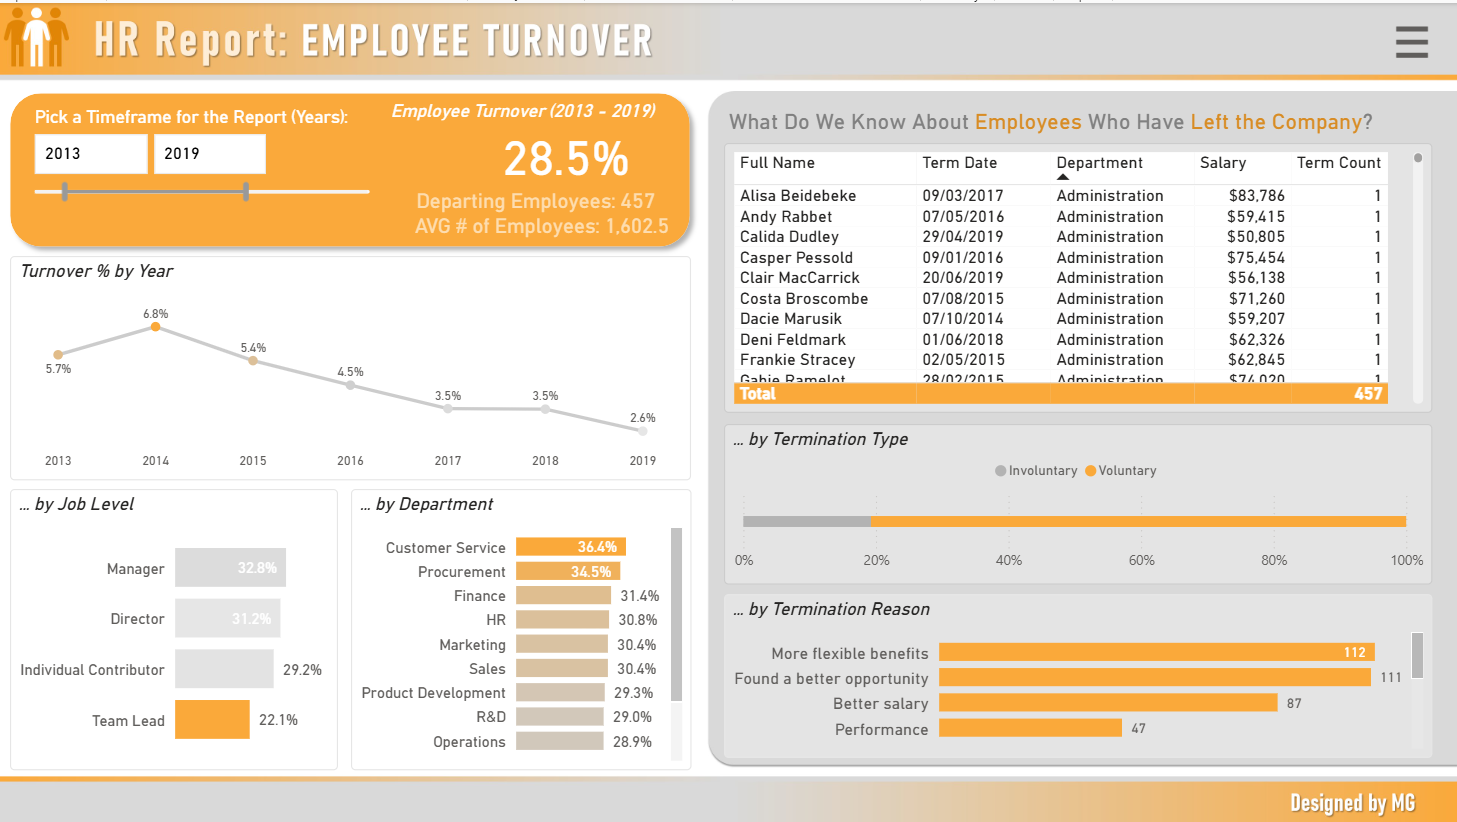 HR Report: EMPLOYEE TURNOVER
Pick a Timeframe for the Report (Years):
2013 2019
Employee Turnover (2013 - 2019)
28.5%
Departing Employees: 457
AVG # of Employees: 1,602.5
Turnover % by Year
5.7% 6.8% 5.4% 4.5% 3.5% 3.5% 2.6%
2013 2014 2015 2016 2017 2018 2019
... by Job Level
Manager 32.8%
Director 31.2%
Individual Contributor 29.2%
Team Lead 22.1%
... by Department
Customer Service 36.4%
Procurement 34.5%
Finance 31.4%
HR 30.8%
Marketing 30.4%
Sales 30.4%
Product Development 29.3%
R&D 29.0%
Operations 28.9%
What Do We Know About Employees Who Have Left the Company?
Full Name Term Date Department Salary Term Count
Alisa Beidebeke 09/03/2017 Administration $83,786 1
Andy Rabbet 07/05/2016 Administration $59,415 1
Calida Dudley 29/04/2019 Administration $50,805 1
Casper Pessold 09/01/2016 Administration $75,454 1
Clair MacCarrick 20/06/2019 Administration $56,138 1
Costa Broscombe 07/08/2015 Administration $71,260 1
Dacie Marusik 07/10/2014 Administration $59,207 1
Deni Feldmark 01/06/2018 Administration $62,326 1
Frankie Stracey 02/05/2015 Administration $62,845 1
Gabie Ramelot 28/02/2015 Administration $74,020 1
Total 457
... by Termination Type
Involuntary Voluntary
0% 20% 40% 60% 80% 100%
... by Termination Reason
More flexible benefits 112
Found a better opportunity 111
Better salary 87
Performance 47
Designed by MG